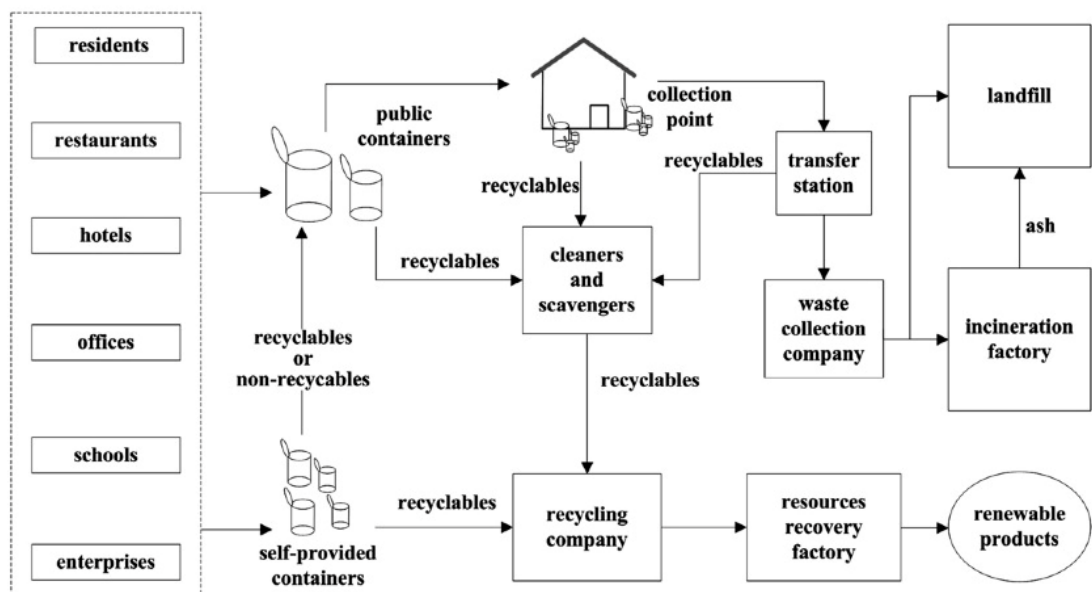 residents
restaurants
hotels
offices
schools
enterprises
public
containers
recyclables
or
non-recycables
self-provided
containers
collection
point
recyclables
recyclables
recyclables
cleaners
and
scavengers
recyclables
recyclables
recycling
company
transfer
station
waste
collection
company
landfill
ash
incineration
factory
resources
recovery
factory
renewable
products